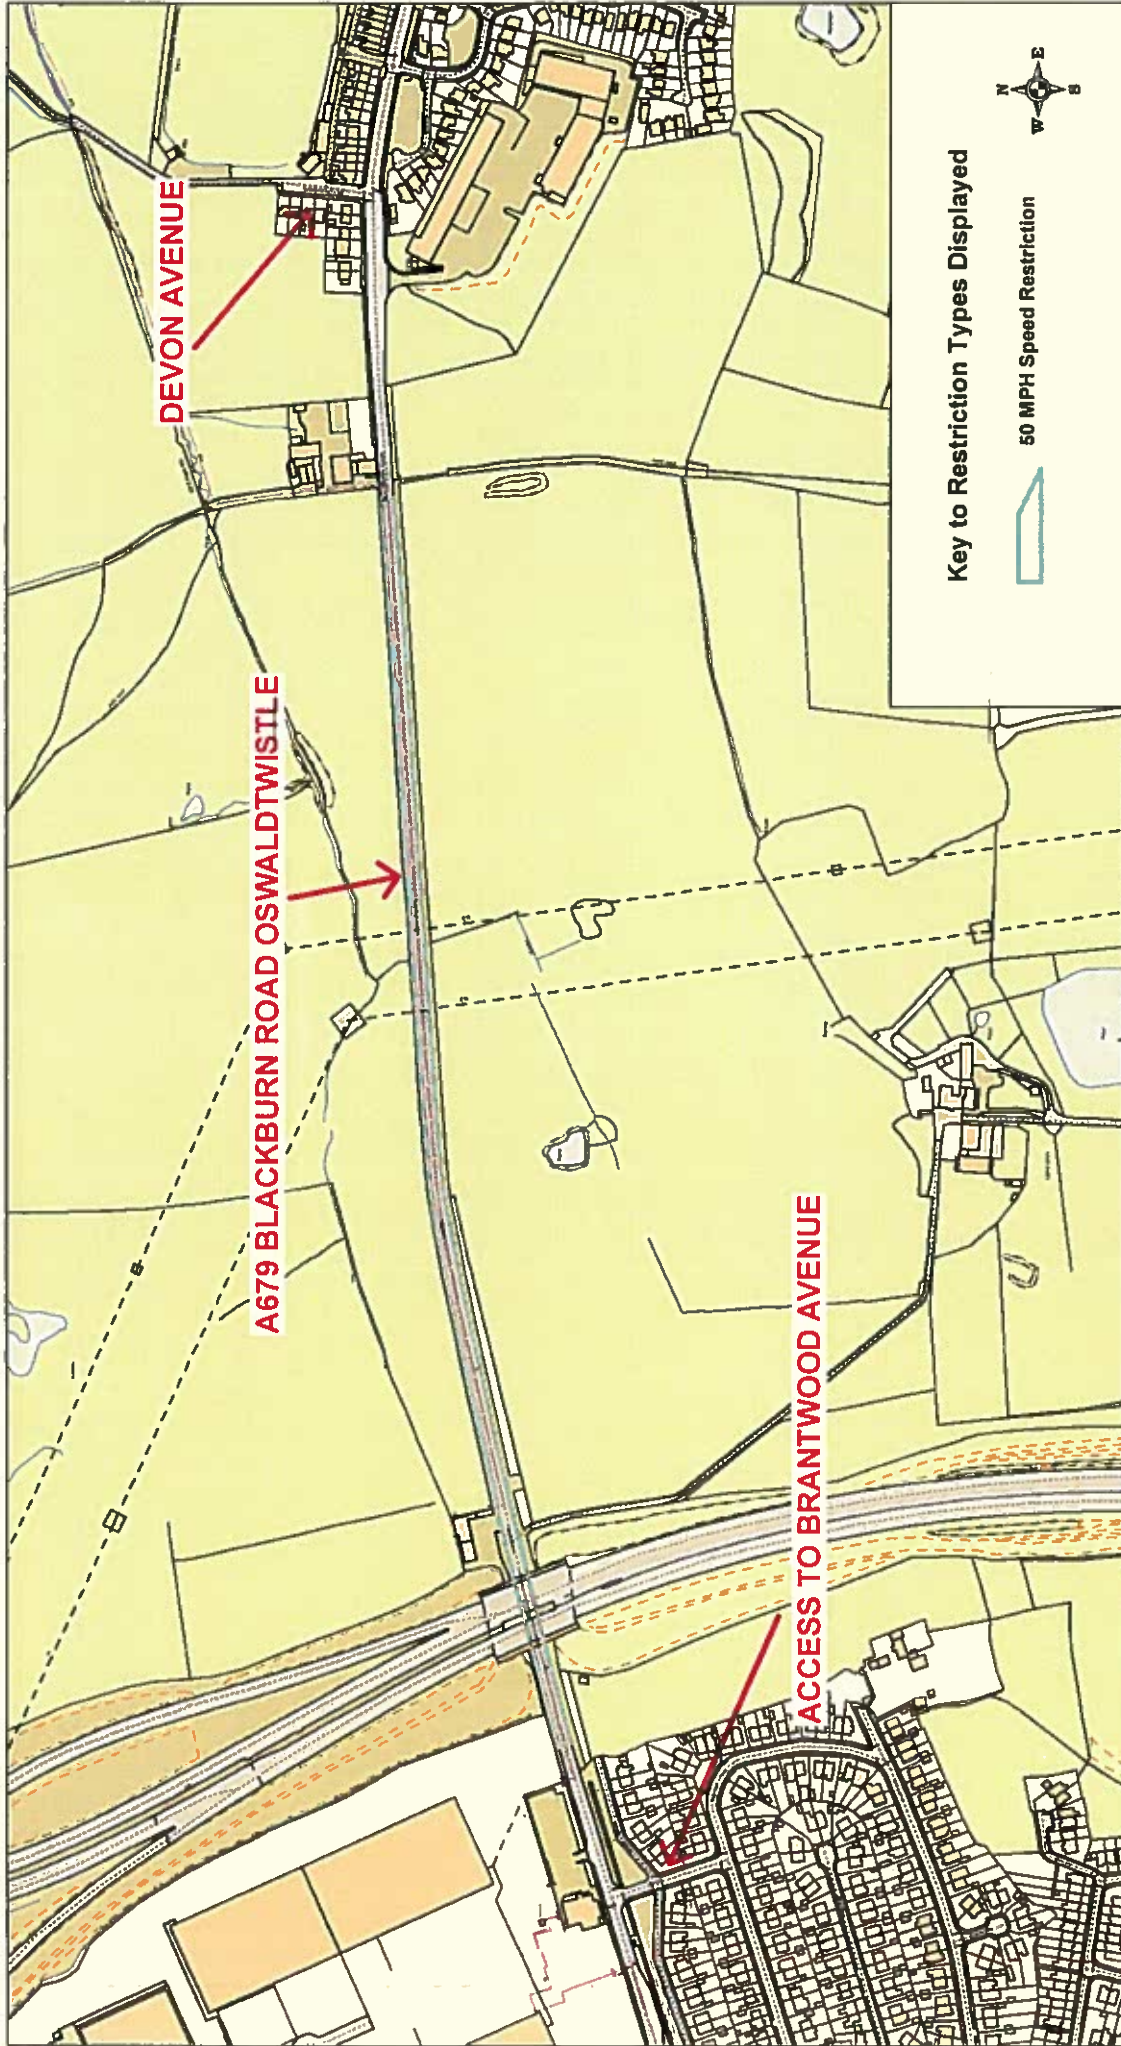 DEVON AVENUE
A679 BLACKBURN ROAD OSWALDTWISTLE
ACCESS TO BRANTWOOD AVENUE
Key to Restriction Types Displayed
50 MPH Speed Restriction
N
E
S
W